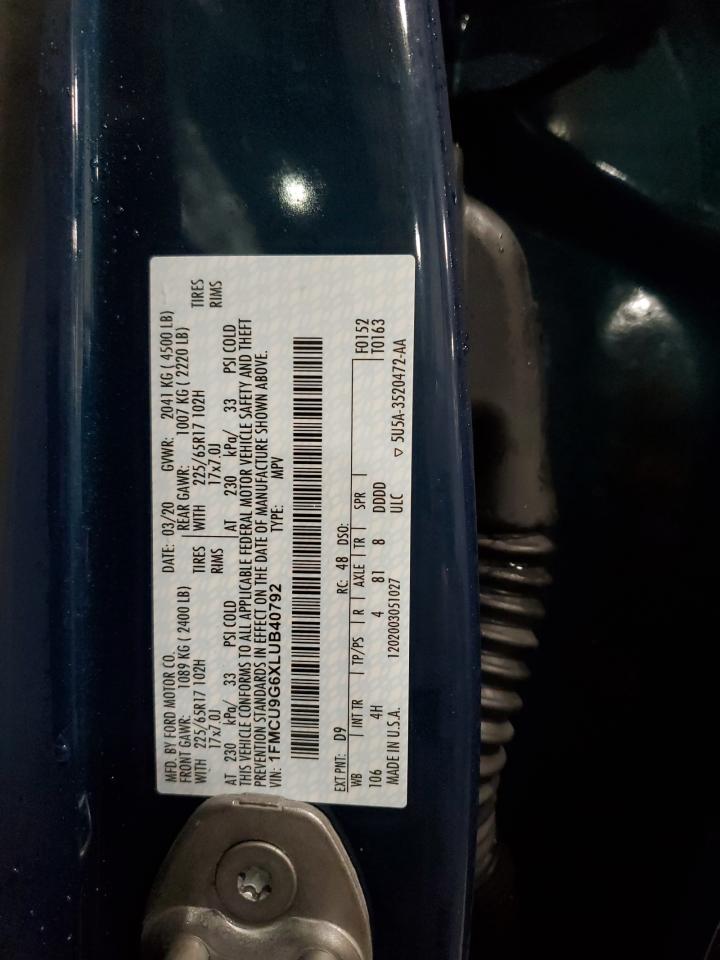 MFD. BY FORD MOTOR CO. DATE: 03/20 GVWR: 2041 KG ( 4500 LB)
FRONT GAWR: 1089 KG ( 2400 LB) REAR GAWR: 1007 KG ( 2220 LB)
WITH 225/65R17 102H TIRES WITH 225/65R17 102H TIRES
17x7.0J RIMS 17x7.0J RIMS
AT 230 kPa/ 33 PSI COLD AT 230 kPa/ 33 PSI COLD
THIS VEHICLE CONFORMS TO ALL APPLICABLE FEDERAL MOTOR VEHICLE SAFETY AND THEFT
PREVENTION STANDARDS IN EFFECT ON THE DATE OF MANUFACTURE SHOWN ABOVE.
VIN: 1FMCU9G6XLUB40792 TYPE: MPV
EXT PNT: D9 RC: 48 DSO: F0152
WB INT TR TP/PS R AXLE TR SPR T0163
106 4H 4 81 8 DDDD
MADE IN U.S.A. 1202003051027 ULC ▽ 5U5A-3520472-AA